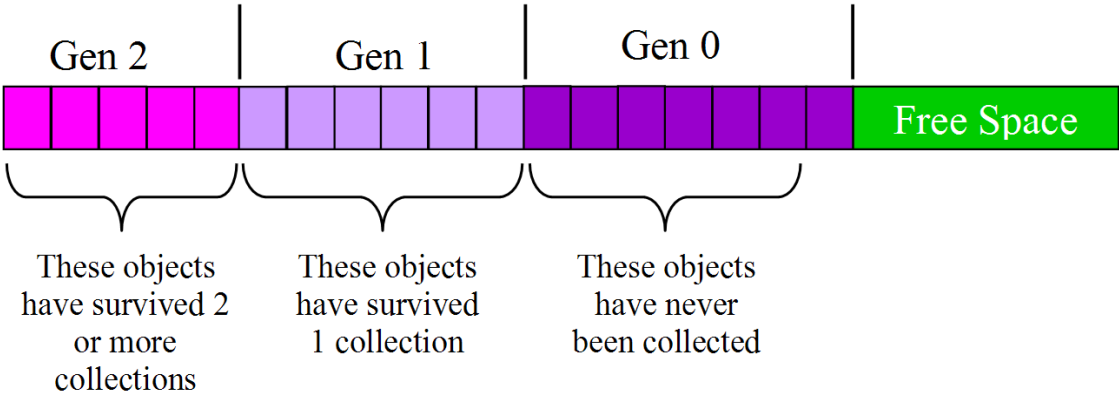 Gen 2
Gen 1
Gen 0
Free Space
These objects
have survived 2
or more
collections
These objects
have survived
1 collection
These objects
have never
been collected